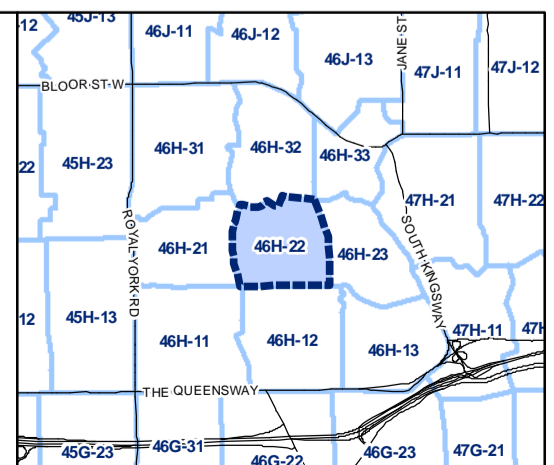 -12
45J-13
46J-11
46J-12
46J-13
JANE ST
47J-11
47J-12
BLOOR ST W
22
45H-23
46H-31
46H-32
46H-33
47H-21
47H-22
ROYAL YORK RD
46H-21
46H-22
46H-23
SOUTH KINGSWAY
12
45H-13
46H-11
46H-12
46H-13
47H-11
47H
THE QUEENSWAY
45G-23
46G-31
46G-22
46G-23
47G-21